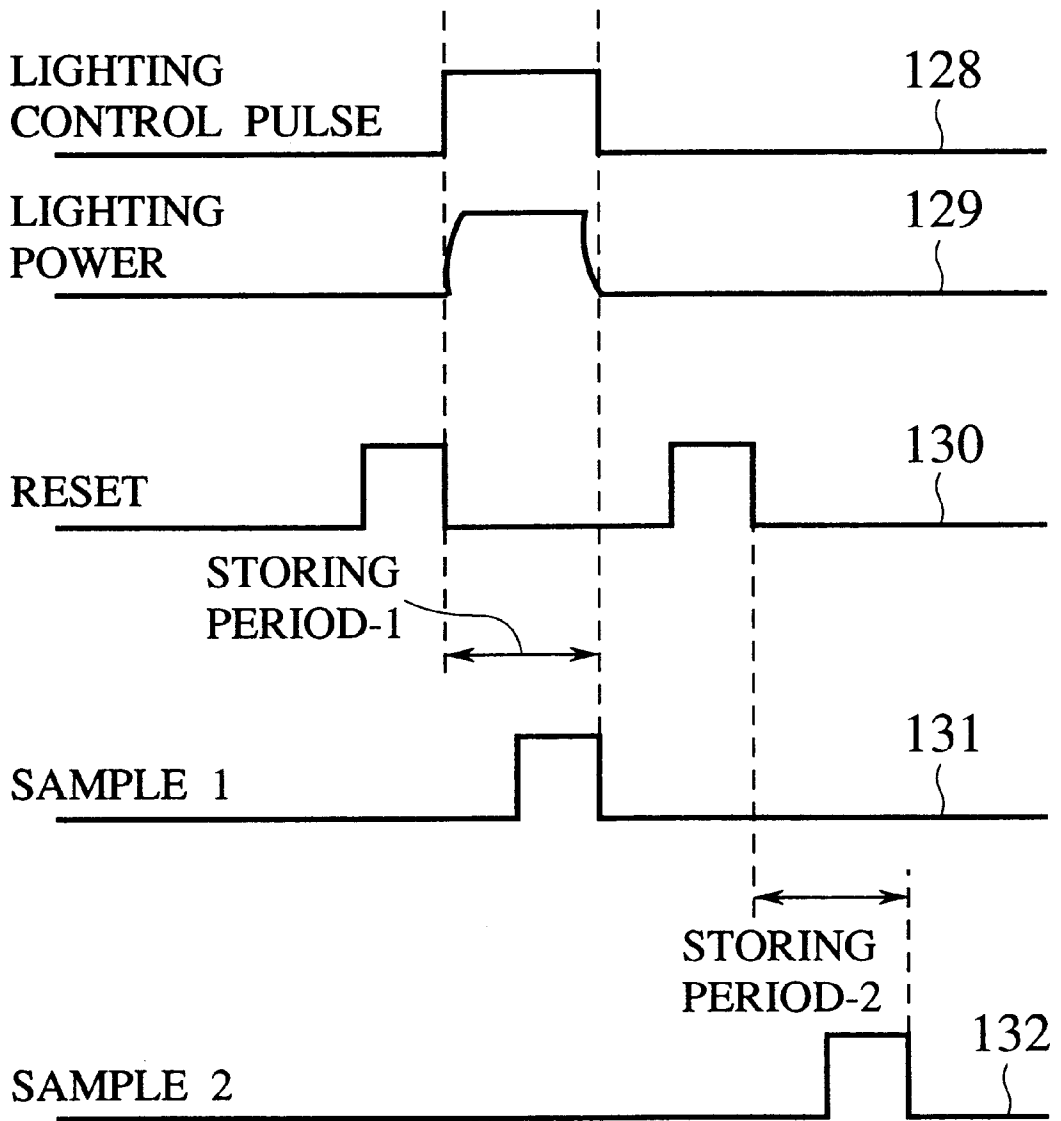 LIGHTING
CONTROL PULSE
128
LIGHTING
POWER
129
RESET
130
STORING
PERIOD-1
SAMPLE 1
131
STORING
PERIOD-2
SAMPLE 2
132